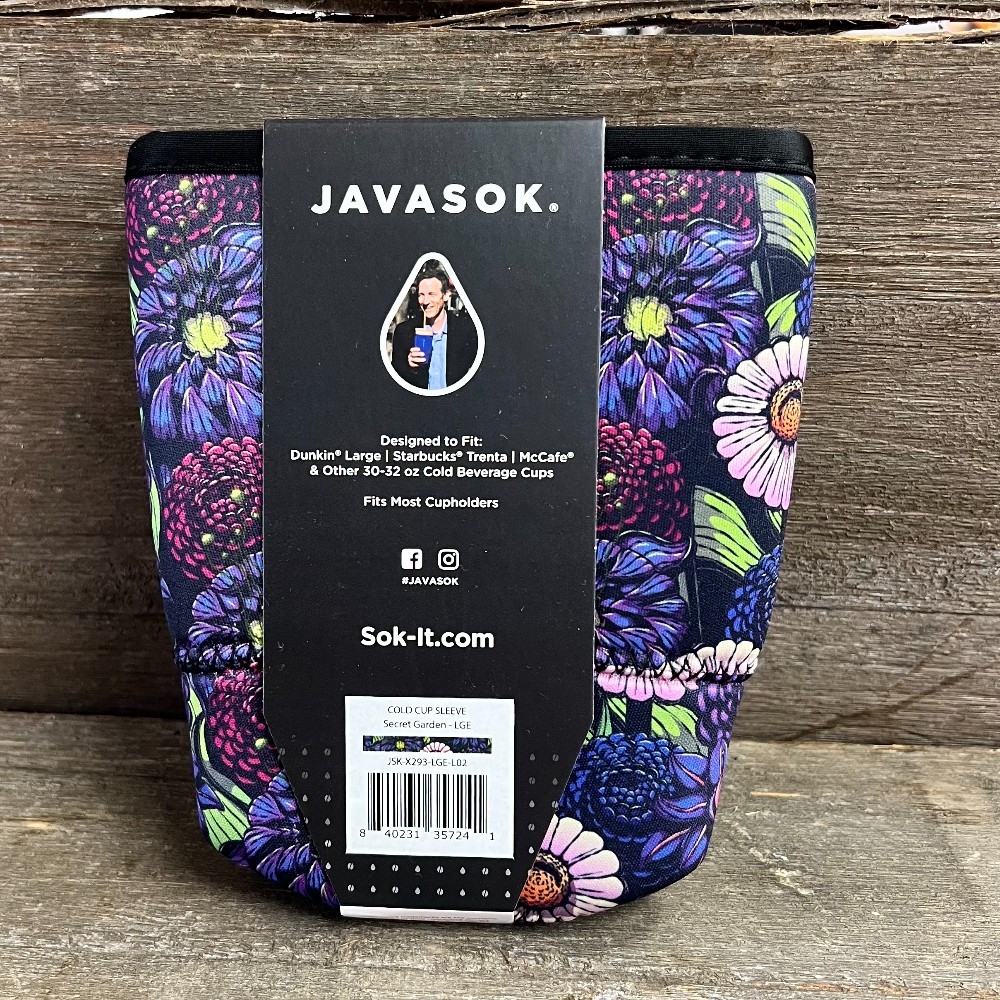 JAVASOK®
Designed to Fit:
Dunkin® Large | Starbucks® Trenta | McCafe®
& Other 30-32 oz Cold Beverage Cups
Fits Most Cupholders
#JAVASOK
Sok-It.com
COLD CUP SLEEVE
Secret Garden - LGE
JSK-X293-LGE-L02
8 40231 35724 1